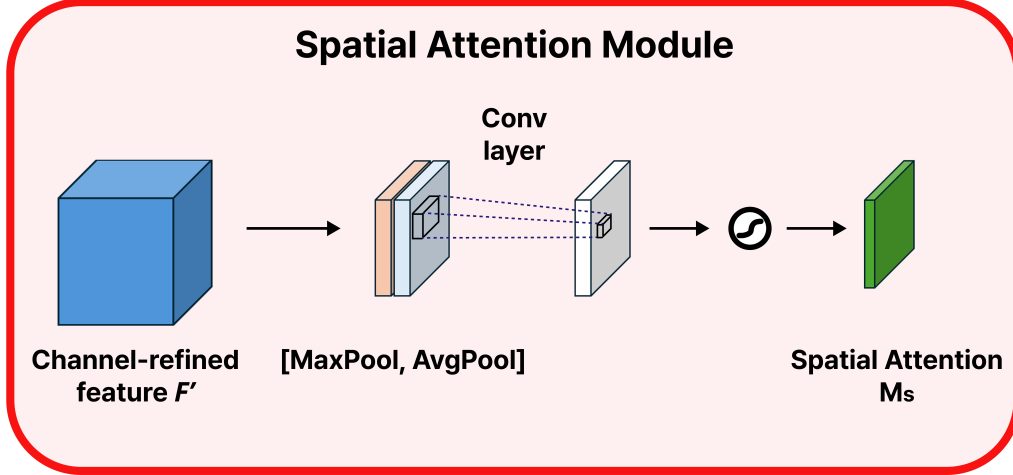 Spatial Attention Module
Conv
layer
Channel-refined
feature F’
[MaxPool, AvgPool]
Spatial Attention
Ms